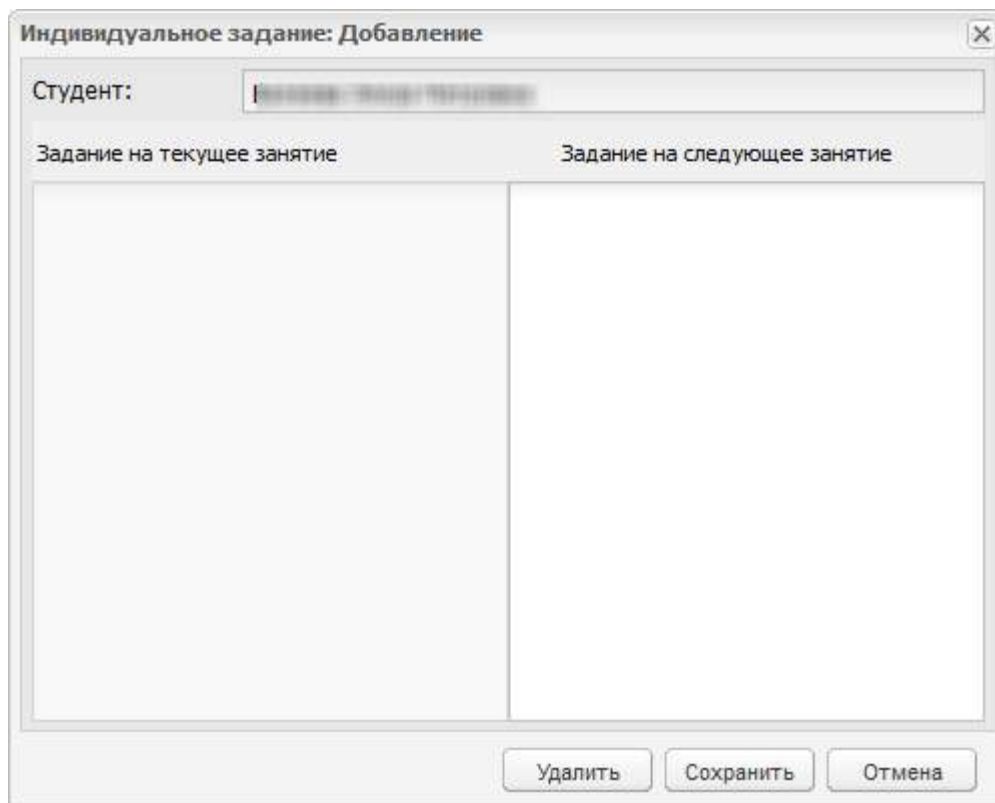 Индивидуальное задание: Добавление
Студент:
Задание на текущее занятие Задание на следующее занятие
Удалить Сохранить Отмена